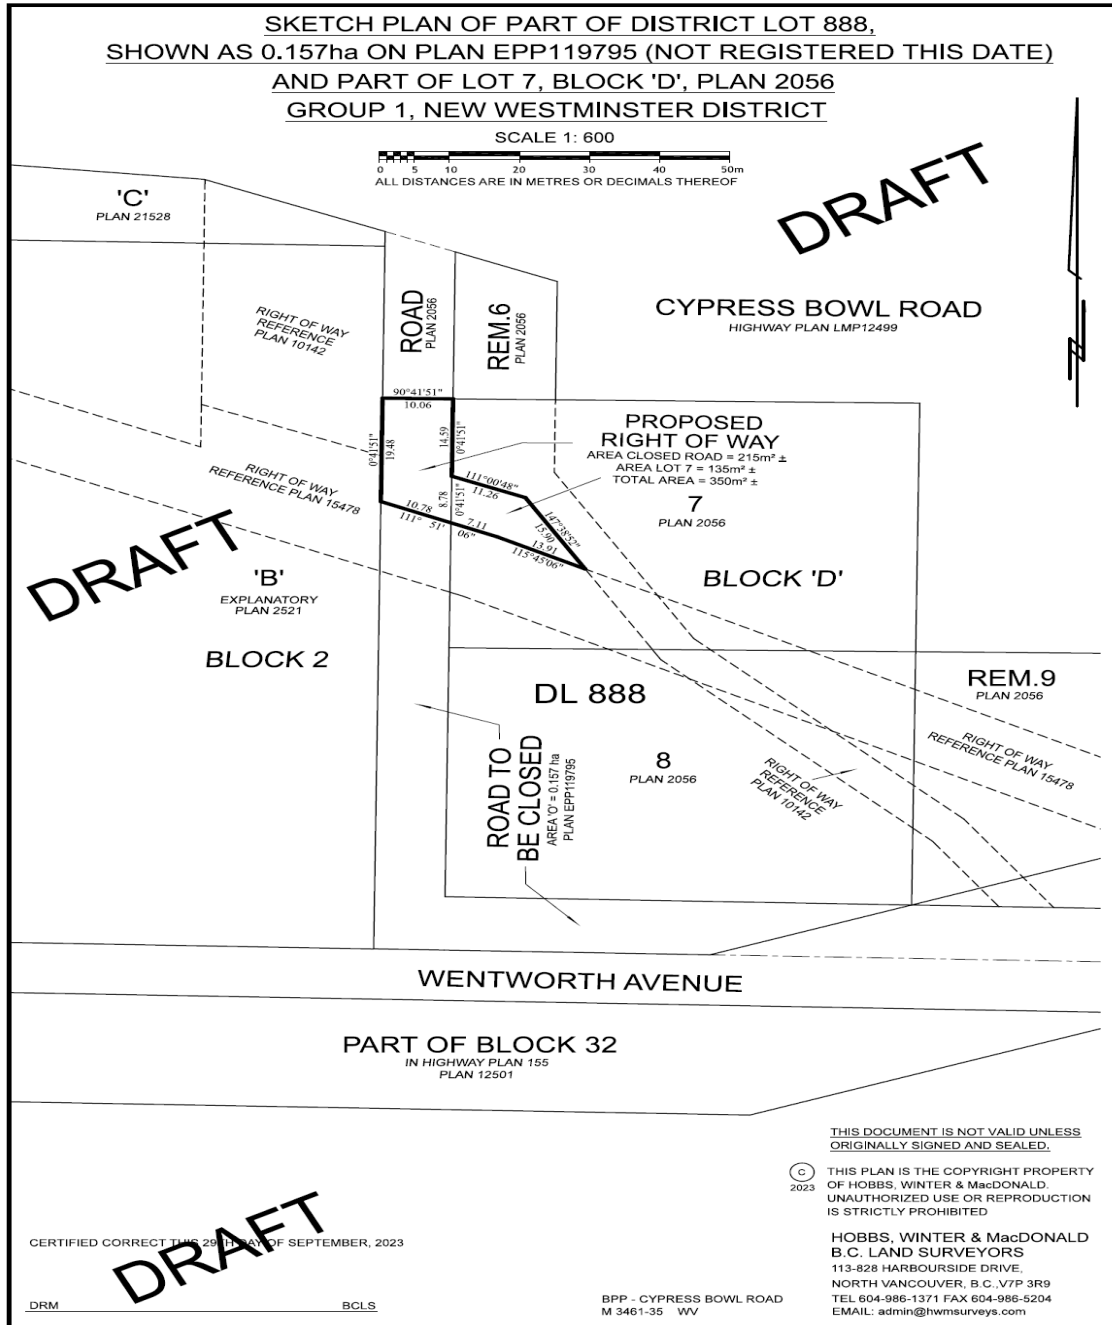 SKETCH PLAN OF PART OF DISTRICT LOT 888,
SHOWN AS 0.157ha ON PLAN EPP119795 (NOT REGISTERED THIS DATE)
AND PART OF LOT 7, BLOCK 'D', PLAN 2056
GROUP 1, NEW WESTMINSTER DISTRICT
SCALE 1: 600
0 5 10 20 30 40 50m
ALL DISTANCES ARE IN METRES OR DECIMALS THEREOF
DRAFT
'C'
PLAN 21528
RIGHT OF WAY
REFERENCE
PLAN 10142
ROAD
PLAN 2056
REM.6
PLAN 2056
CYPRESS BOWL ROAD
HIGHWAY PLAN LMP12499
90°41'51"
10.06
0°41'51"
19.48
14.59
0°41'51"
PROPOSED
RIGHT OF WAY
AREA CLOSED ROAD = 215m² ±
AREA LOT 7 = 135m² ±
TOTAL AREA = 350m² ±
111°00'48"
11.26
8.78
0°41'51"
147°38'52"
15.90
10.78
111° 51' 06"
7.11
13.91
115°45'06"
7
PLAN 2056
RIGHT OF WAY
REFERENCE PLAN 15478
DRAFT
'B'
EXPLANATORY
PLAN 2521
BLOCK 'D'
BLOCK 2
DL 888
REM.9
PLAN 2056
8
PLAN 2056
RIGHT OF WAY
REFERENCE PLAN 15478
RIGHT OF WAY
REFERENCE
PLAN 10142
ROAD TO
BE CLOSED
AREA 'O' = 0.157 ha
PLAN EPP119795
WENTWORTH AVENUE
PART OF BLOCK 32
IN HIGHWAY PLAN 155
PLAN 12501
THIS DOCUMENT IS NOT VALID UNLESS
ORIGINALLY SIGNED AND SEALED.
C
2023
THIS PLAN IS THE COPYRIGHT PROPERTY
OF HOBBS, WINTER & MacDONALD.
UNAUTHORIZED USE OR REPRODUCTION
IS STRICTLY PROHIBITED
HOBBS, WINTER & MacDONALD
B.C. LAND SURVEYORS
113-828 HARBOURSIDE DRIVE,
NORTH VANCOUVER, B.C.,V7P 3R9
TEL 604-986-1371 FAX 604-986-5204
EMAIL: admin@hwmsurveys.com
DRAFT
CERTIFIED CORRECT THIS 29TH DAY OF SEPTEMBER, 2023
DRM BCLS
BPP - CYPRESS BOWL ROAD
M 3461-35 WV